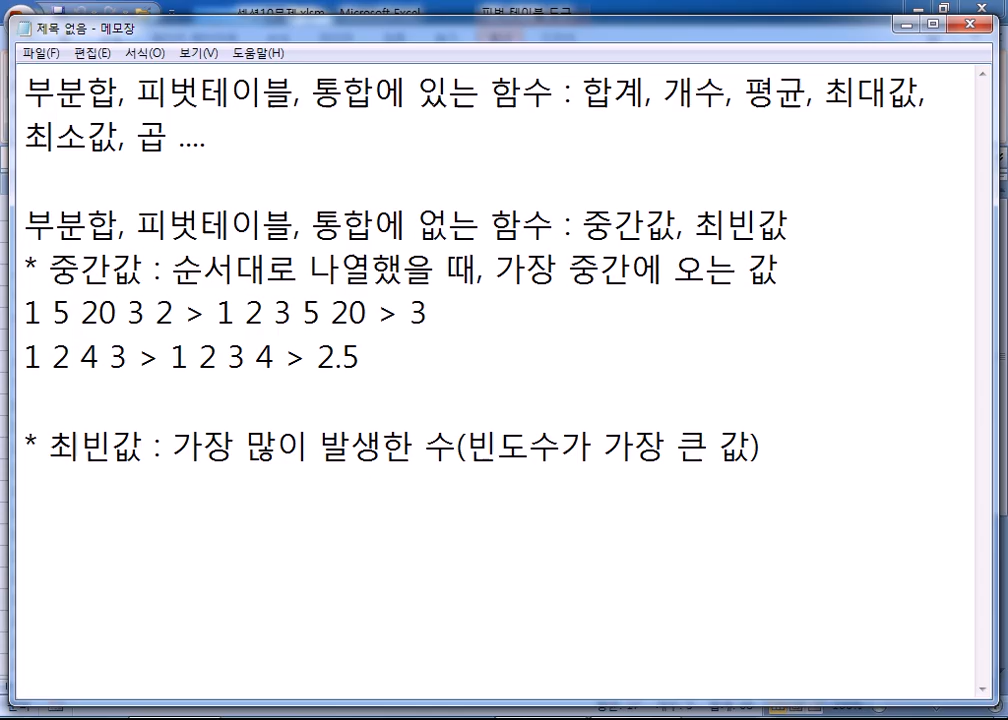 제목 없음 - 메모장
파일(F) 편집(E) 서식(O) 보기(V) 도움말(H)
부분합, 피벗테이블, 통합에 있는 함수 : 합계, 개수, 평균, 최대값,
최소값, 곱 ....
부분합, 피벗테이블, 통합에 없는 함수 : 중간값, 최빈값
* 중간값 : 순서대로 나열했을 때, 가장 중간에 오는 값
1 5 20 3 2 > 1 2 3 5 20 > 3
1 2 4 3 > 1 2 3 4 > 2.5
* 최빈값 : 가장 많이 발생한 수(빈도수가 가장 큰 값)